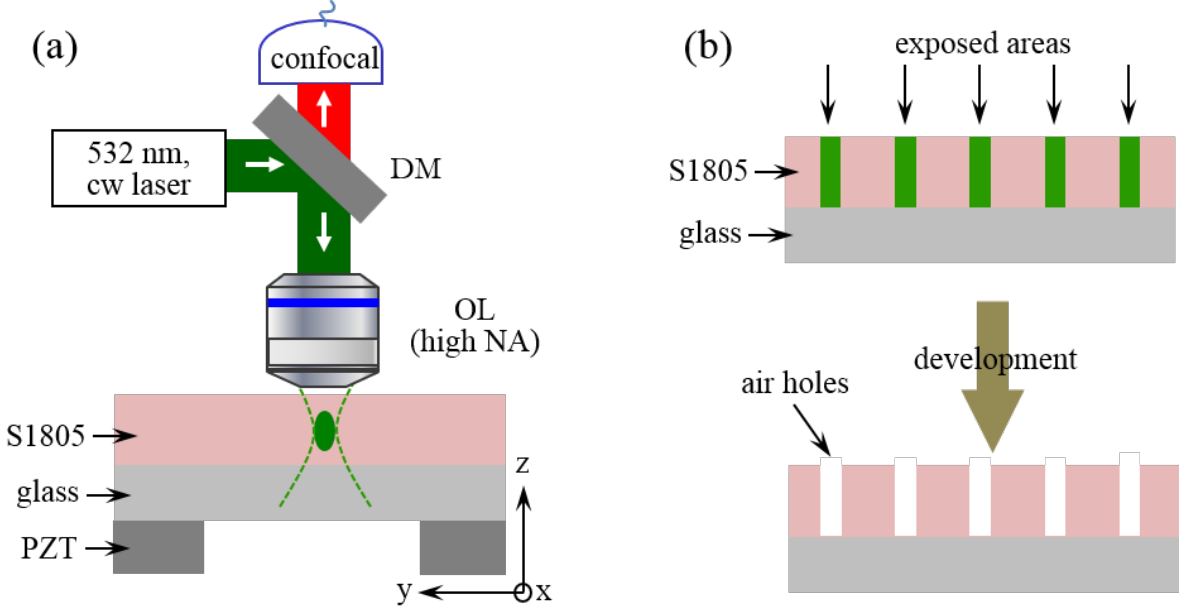 (a)
confocal
532 nm,
cw laser
DM
OL
(high NA)
S1805
glass
PZT
z
y
x
(b)
exposed areas
S1805
glass
development
air holes